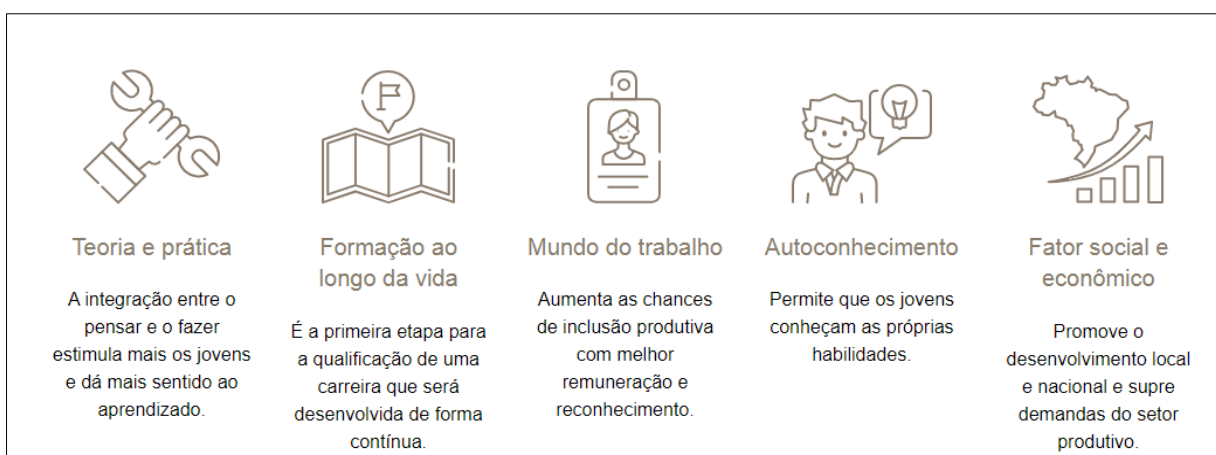 Teoria e prática
A integração entre o
pensar e o fazer
estimula mais os jovens
e dá mais sentido ao
aprendizado.
Formação ao
longo da vida
É a primeira etapa para
a qualificação de uma
carreira que será
desenvolvida de forma
contínua.
Mundo do trabalho
Aumenta as chances
de inclusão produtiva
com melhor
remuneração e
reconhecimento.
Autoconhecimento
Permite que os jovens
conheçam as próprias
habilidades.
Fator social e
econômico
Promove o
desenvolvimento local
e nacional e supre
demandas do setor
produtivo.